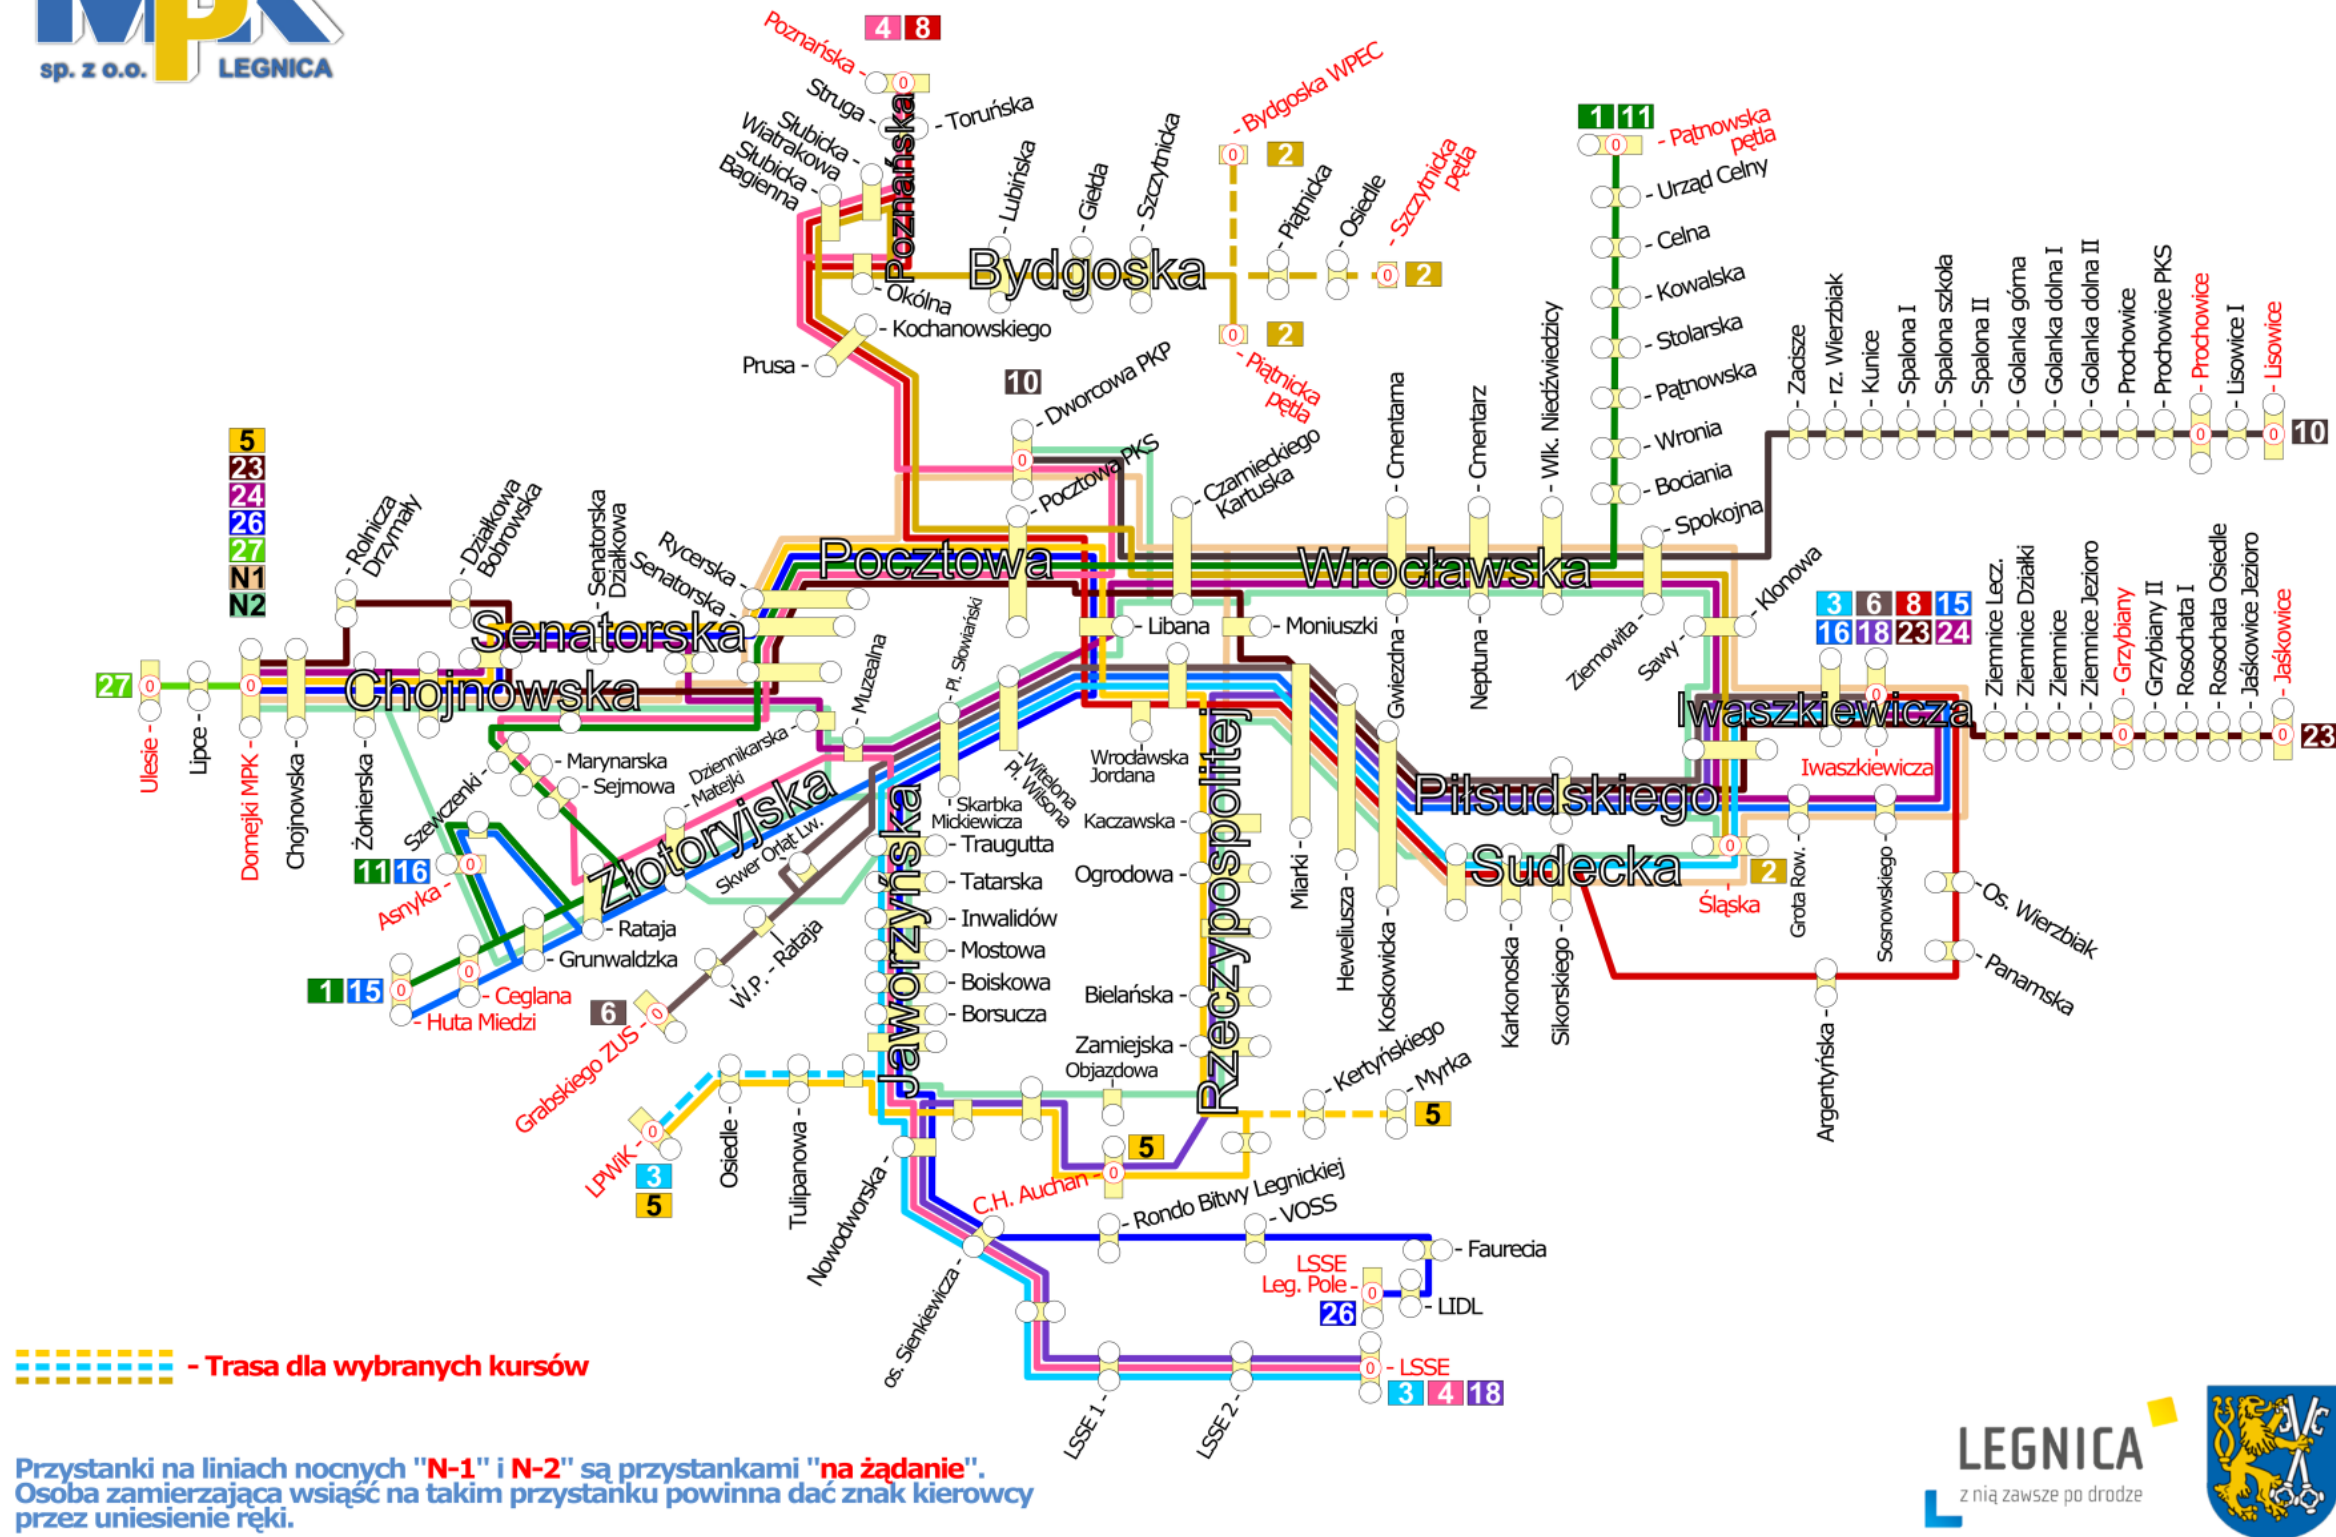 MPK
sp. z o.o.
LEGNICA
4 8
Poznańska -
Struga -
- Toruńska
Słubicka -
Wiatrakowa
Słubicka -
Bagienna
Poznańska
- Okólna
- Kochanowskiego
Prusa -
- Lubińska
- Giełda
- Szczytnicka
Bydgoska
- Bydgoska WPEC
2
- Piątnicka
- Osiedle
- Szczytnicka
pętla
2
2
- Piątnicka
pętla
1 11
- Pątnowska
pętla
- Urząd Celny
- Celna
- Kowalska
- Stolarska
- Pątnowska
- Wronia
- Bociania
- Spokojna
10
- Dworcowa PKP
- Pocztowa PKS
- Czarnieckiego
Kartuska
- Cmentarna
- Cmentarz
- Wlk. Niedźwiedzicy
- Zacisze
- rz. Wierzbiak
- Kunice
- Spalona I
- Spalona szkoła
- Spalona II
- Golanka górna
- Golanka dolna I
- Golanka dolna II
- Prochowice
- Prochowice PKS
- Prochowice
- Lisowice I
- Lisowice
10
5
23
24
26
27
N1
N2
- Rolnicza
Drzymały
- Działkowa
Bobrowska
- Senatorska
Działkowa
Rycerska -
Senatorska -
Pocztowa
Wrocławska
Senatorska
Chojnowska
27
Ulesie -
Lipce -
Domejki MPK -
Chojnowska -
Żołnierska -
Szewczenki -
- Marynarska
- Sejmowa
Dziennikarska -
- Matejki
- Muzealna
- Pl. Słowiański
- Libana
- Moniuszki
Gwiezdna -
Neptuna -
Ziemowita -
Sawy -
- Klonowa
3 6 8 15
16 18 23 24
Iwaszkiewicza
- Iwaszkiewicza
- Ziemnice Lecz.
- Ziemnice Działki
- Ziemnice
- Ziemnice Jezioro
- Grzybiany
- Grzybiany II
- Rosochata I
- Rosochata Osiedle
- Jaśkowice Jezioro
- Jaśkowice
23
Złotoryjska
- Witelona
Pl. Wilsona
Wrocławska
Jordana
- Skarbka
Mickiewicza
Skwer Orląt Lw. -
Piłsudskiego
Sudecka
2
- Śląska
Grota Row. -
Sosnowskiego -
- Os. Wierzbiak
- Panamska
Argentyńska -
Miarki -
Heweliusza -
Koskowicka -
Karkonoska -
Sikorskiego -
11 16
Asnyka -
- Rataja
- Grunwaldzka
- Ceglana
1 15
- Huta Miedzi
6
W.P. -
- Rataja
Grabskiego ZUS -
Jaworzyńska
- Traugutta
- Tatarska
- Inwalidów
- Mostowa
- Boiskowa
- Borsucza
Rzeczypospolitej
Kaczawska -
Ogrodowa -
Bielańska -
Zamiejska -
Objazdowa
- Kertyńskiego
- Myrka
5
5
C.H. Auchan -
LPWiK -
3
5
Osiedle -
Tulipanowa -
Nowodworska -
os. Sienkiewicza -
- Rondo Bitwy Legnickiej
- VOSS
- Faurecia
- LIDL
LSSE
Leg. Pole -
26
- LSSE
3 4 18
LSSE 1 -
LSSE 2 -
- Trasa dla wybranych kursów
Przystanki na liniach nocnych "N-1" i N-2" są przystankami "na żądanie".
Osoba zamierzająca wsiąść na takim przystanku powinna dać znak kierowcy
przez uniesienie ręki.
LEGNICA
z nią zawsze po drodze